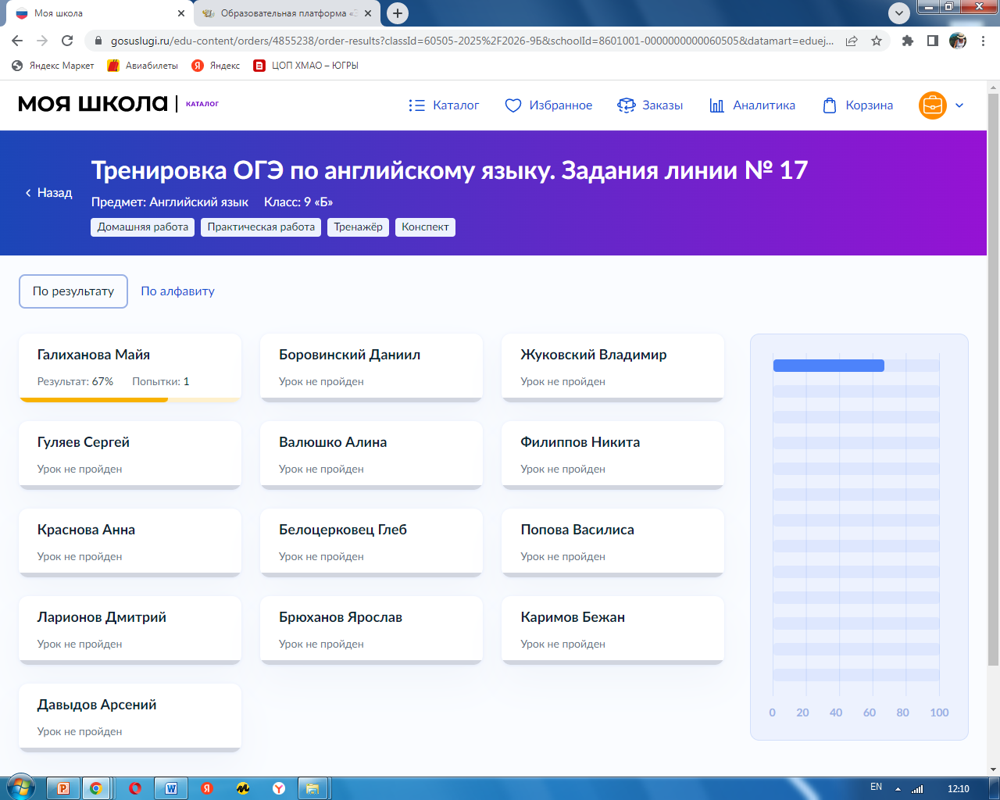 Моя школа
Образовательная платформа «
gosuslugi.ru/edu-content/orders/4855238/order-results?classId=60505-2025%2F2026-9Б&schoolId=8601001-0000000000060505&datamart=eduej...
Яндекс Маркет
Авиабилеты
Яндекс
ЦОП ХМАО – ЮГРЫ
моя школа
КАТАЛОГ
Каталог
Избранное
Заказы
Аналитика
Корзина
Назад
Тренировка ОГЭ по английскому языку. Задания линии № 17
Предмет: Английский язык Класс: 9 «Б»
Домашняя работа Практическая работа Тренажёр Конспект
По результату По алфавиту
Галиханова Майя
Результат: 67% Попытки: 1
Боровинский Даниил
Урок не пройден
Жуковский Владимир
Урок не пройден
Гуляев Сергей
Урок не пройден
Валюшко Алина
Урок не пройден
Филиппов Никита
Урок не пройден
Краснова Анна
Урок не пройден
Белоцерковец Глеб
Урок не пройден
Попова Василиса
Урок не пройден
Ларионов Дмитрий
Урок не пройден
Брюханов Ярослав
Урок не пройден
Каримов Бежан
Урок не пройден
Давыдов Арсений
Урок не пройден
0 20 40 60 80 100
EN
12:10